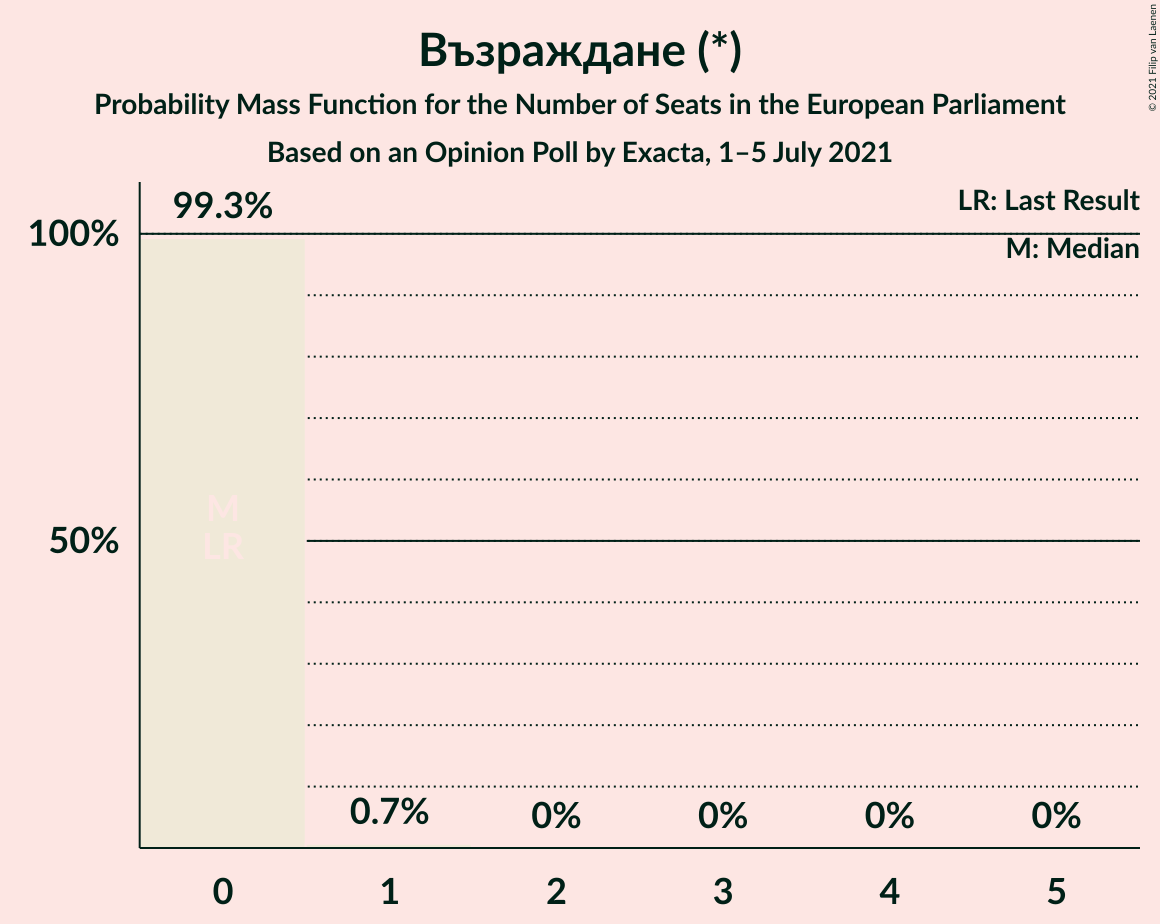 Възраждане (*)
Probability Mass Function for the Number of Seats in the European Parliament
Based on an Opinion Poll by Exacta, 1–5 July 2021
© 2021 Filip van Laenen
LR: Last Result
M: Median
99.3%
100%
50%
M
LR
0.7%
0%
0%
0%
0%
0
1
2
3
4
5